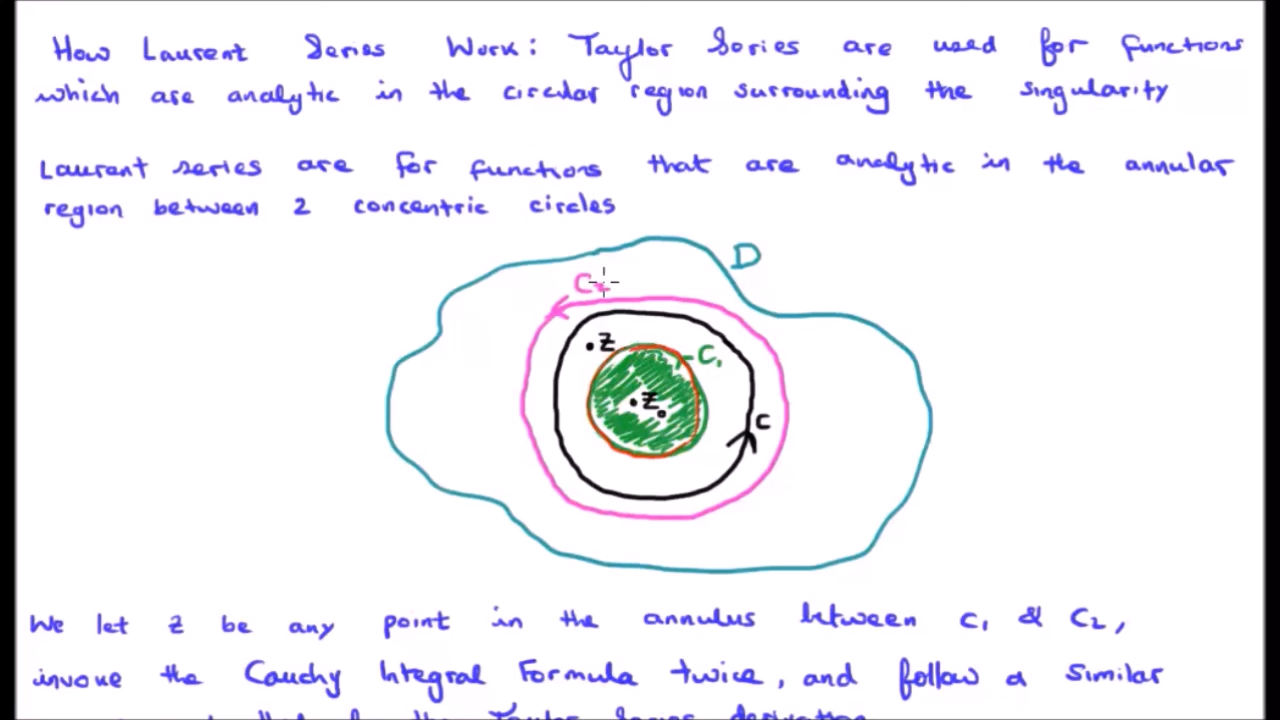 How Laurent Series Work: Taylor Series are used for functions
which are analytic in the circular region surrounding the singularity
Laurent series are for functions that are analytic in the annular
region between 2 concentric circles
D
C₂
z
-C₁
z₀
C
We let z be any point in the annulus between C₁ & C₂,
invoke the Cauchy Integral Formula twice, and follow a similar
Taylor Series derivation